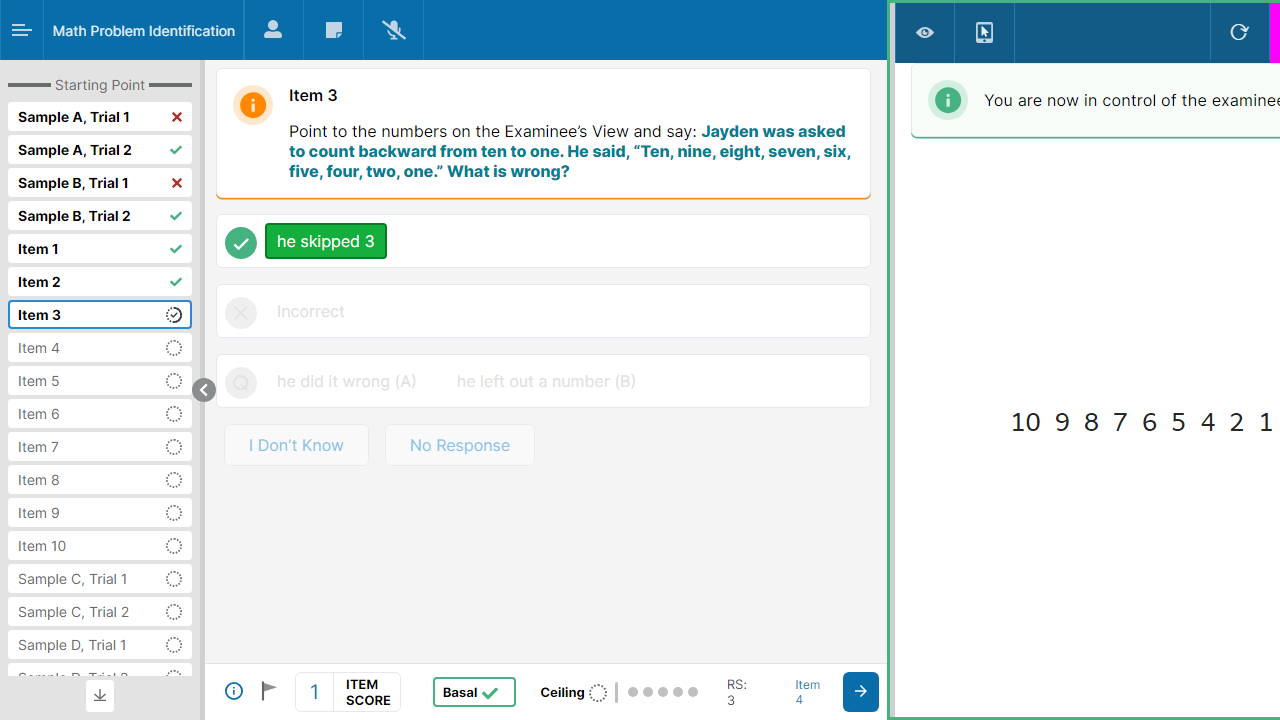 Math Problem Identification
Starting Point
Sample A, Trial 1
Sample A, Trial 2
Sample B, Trial 1
Sample B, Trial 2
Item 1
Item 2
Item 3
Item 4
Item 5
Item 6
Item 7
Item 8
Item 9
Item 10
Sample C, Trial 1
Sample C, Trial 2
Sample D, Trial 1
Item 3
Point to the numbers on the Examinee’s View and say: Jayden was asked
to count backward from ten to one. He said, “Ten, nine, eight, seven, six,
five, four, two, one.” What is wrong?
he skipped 3
Incorrect
Q he did it wrong (A) he left out a number (B)
I Don’t Know No Response
1 ITEM
SCORE
Basal
Ceiling
RS:
3
Item
4
You are now in control of the examinee
10 9 8 7 6 5 4 2 1